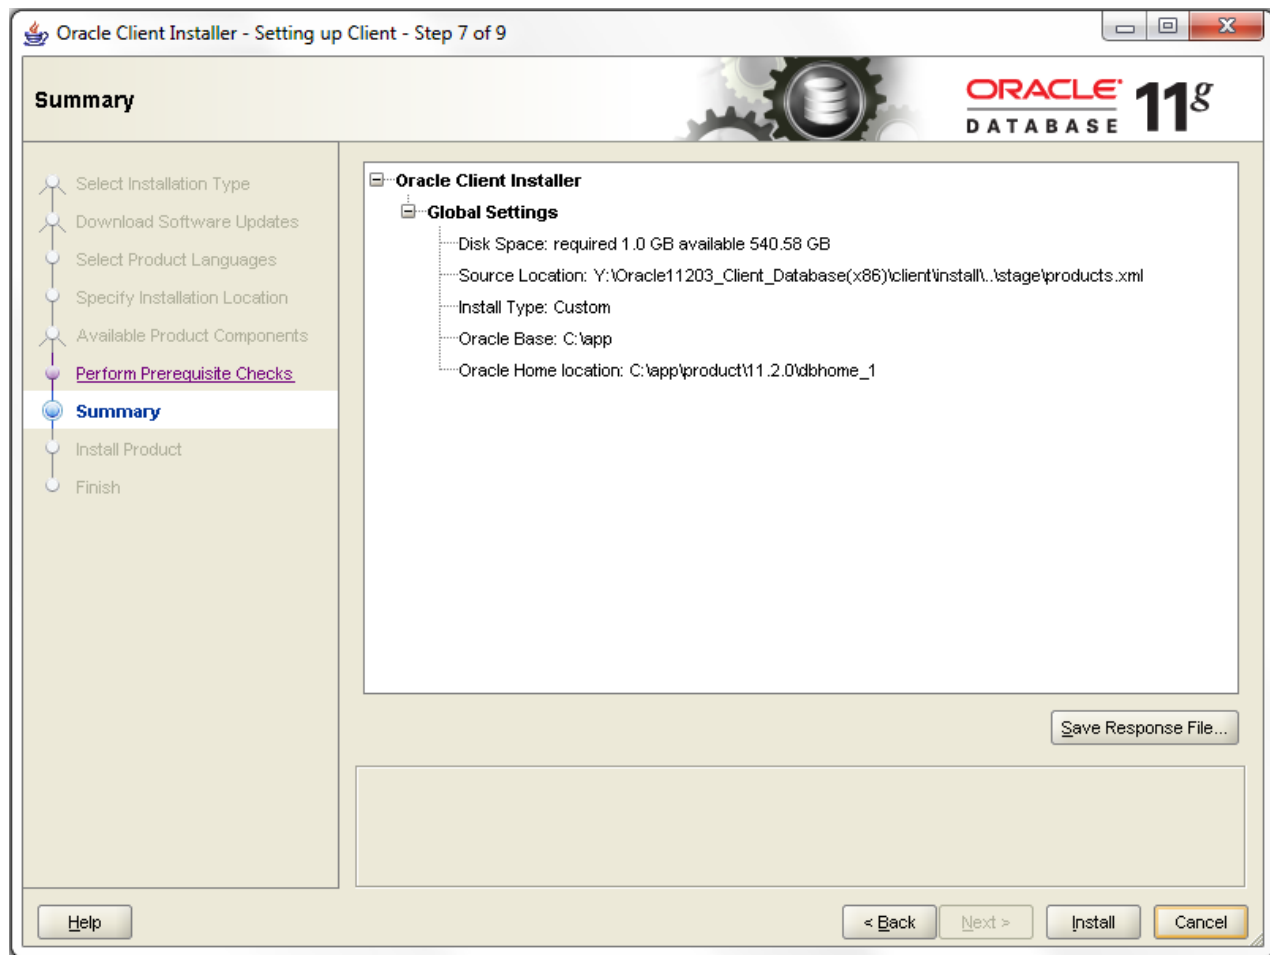 Oracle Client Installer - Setting up Client - Step 7 of 9
Summary
ORACLE
DATABASE
11g
Select Installation Type
Download Software Updates
Select Product Languages
Specify Installation Location
Available Product Components
Perform Prerequisite Checks
Summary
Install Product
Finish
Oracle Client Installer
Global Settings
Disk Space: required 1.0 GB available 540.58 GB
Source Location: Y:\Oracle11203_Client_Database(x86)\client\install\..\stage\products.xml
Install Type: Custom
Oracle Base: C:\app
Oracle Home location: C:\app\product\11.2.0\dbhome_1
Save Response File...
Help
< Back
Next >
Install
Cancel